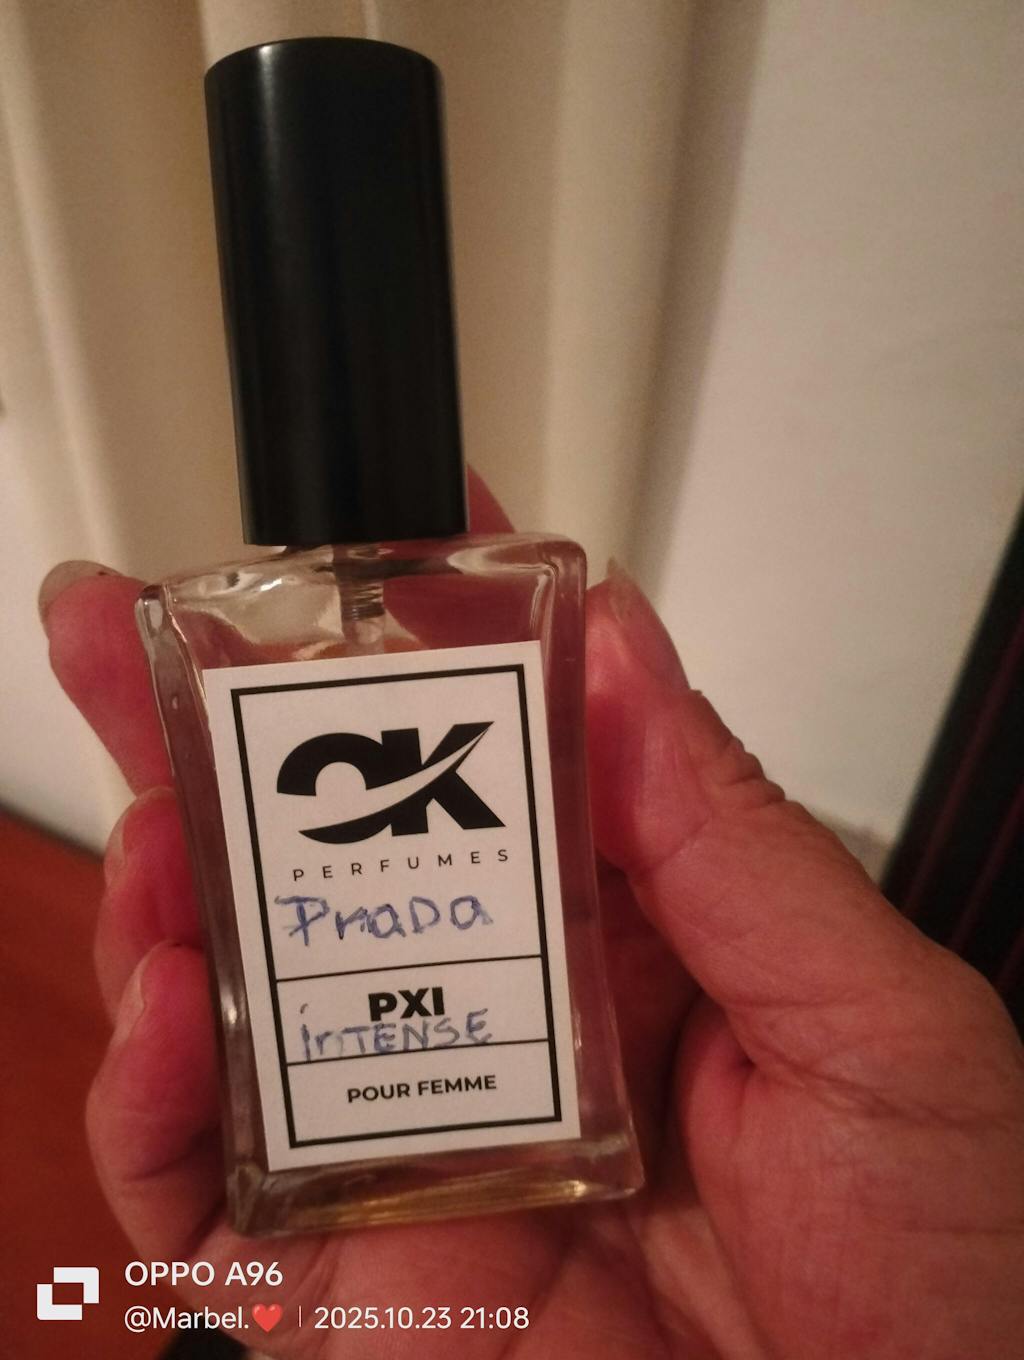 OK
PERFUMES
PraDa
PXI
inTENSE
POUR FEMME
OPPO A96
@Marbel.❤️ | 2025.10.23 21:08